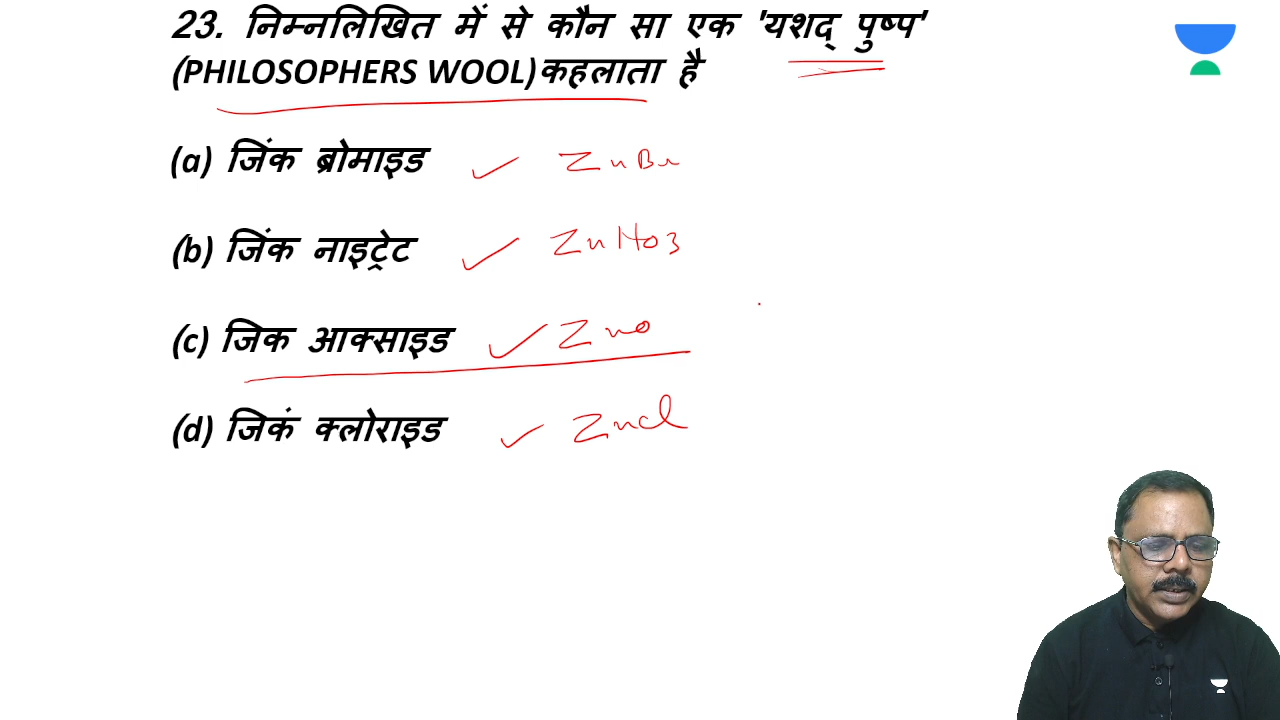 23. निम्नलिखित में से कौन सा एक 'यशद् पुष्प'
(PHILOSOPHERS WOOL)कहलाता है
(a) जिंक ब्रोमाइड ZnBr
(b) जिंक नाइट्रेट ZnNo3
(c) जिक आक्साइड Zno
(d) जिकं क्लोराइड Zncl